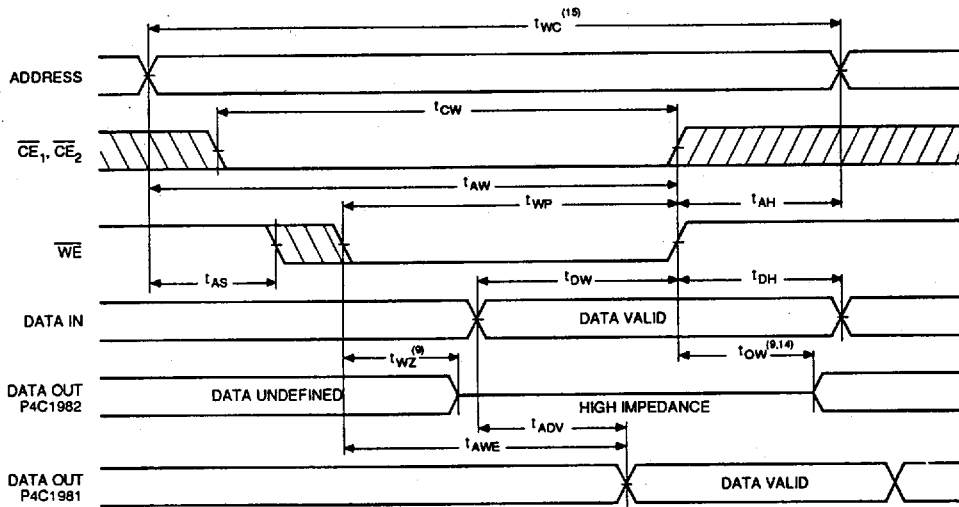 tWC(15)
ADDRESS
tCW
CE1, CE2
tAW
tWP
tAH
WE
tAS
tDW
tDH
DATA IN
DATA VALID
tWZ(9)
tOW(9,14)
DATA OUT
P4C1982
DATA UNDEFINED
HIGH IMPEDANCE
tADV
tAWE
DATA OUT
P4C1981
DATA VALID